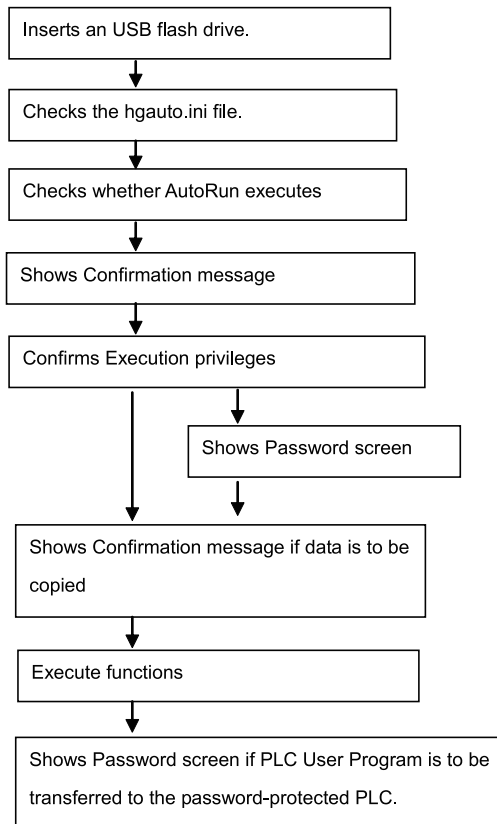 Inserts an USB flash drive.
Checks the hgauto.ini file.
Checks whether AutoRun executes
Shows Confirmation message
Confirms Execution privileges
Shows Password screen
Shows Confirmation message if data is to be
copied
Execute functions
Shows Password screen if PLC User Program is to be
transferred to the password-protected PLC.